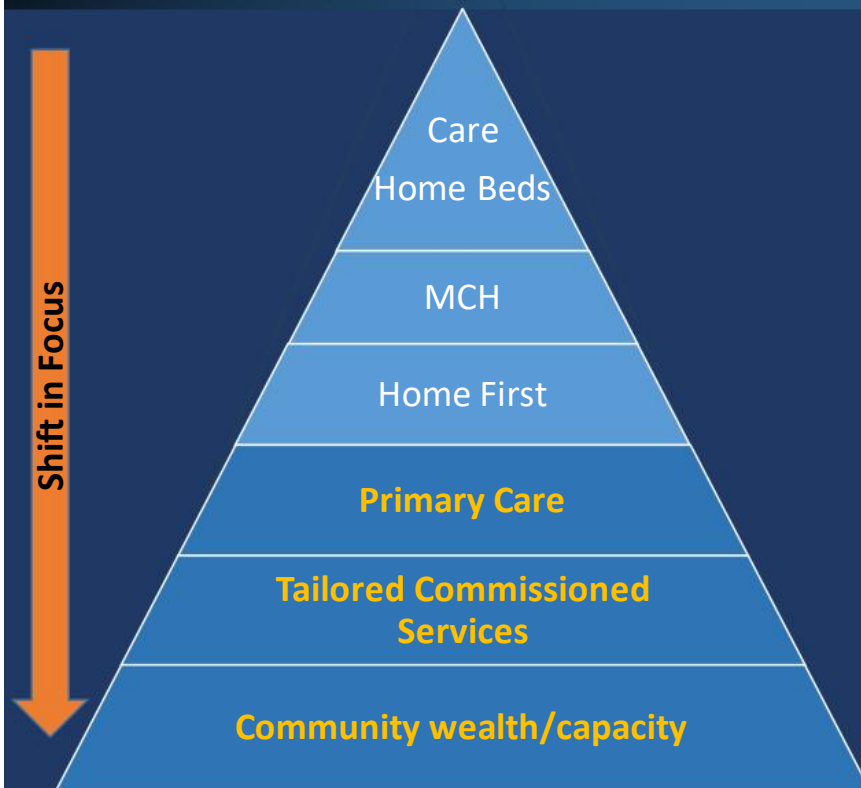 Care
Home Beds
MCH
Home First
Shift in Focus
Primary Care
Tailored Commissioned
Services
Community wealth/capacity